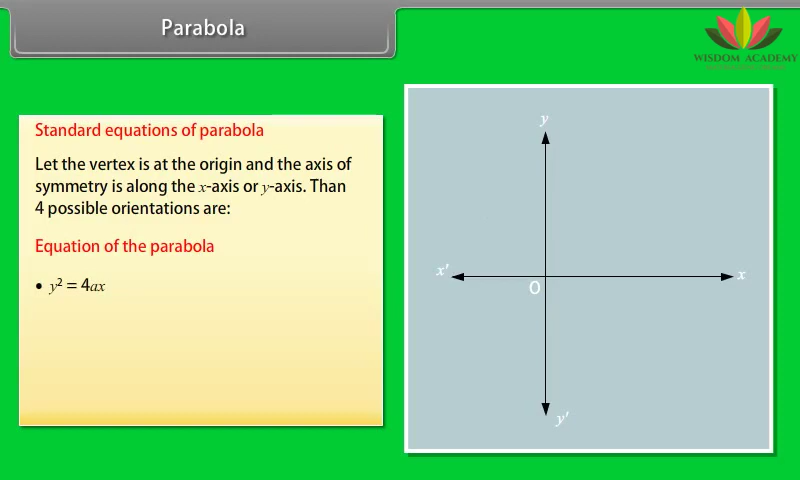 Parabola
WISDOM ACADEMY
Standard equations of parabola
Let the vertex is at the origin and the axis of
symmetry is along the x-axis or y-axis. Than
4 possible orientations are:
Equation of the parabola
• y² = 4ax
y
x′
x
O
y′